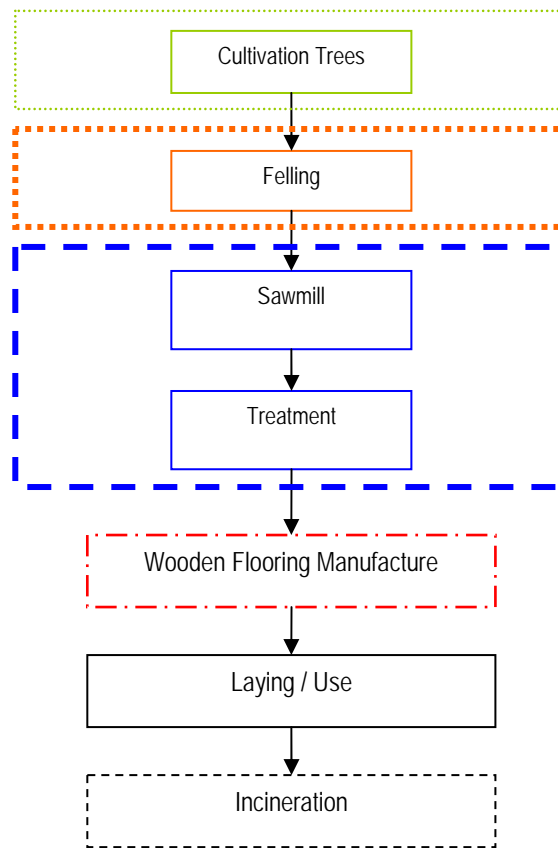 Cultivation Trees
Felling
Sawmill
Treatment
Wooden Flooring Manufacture
Laying / Use
Incineration